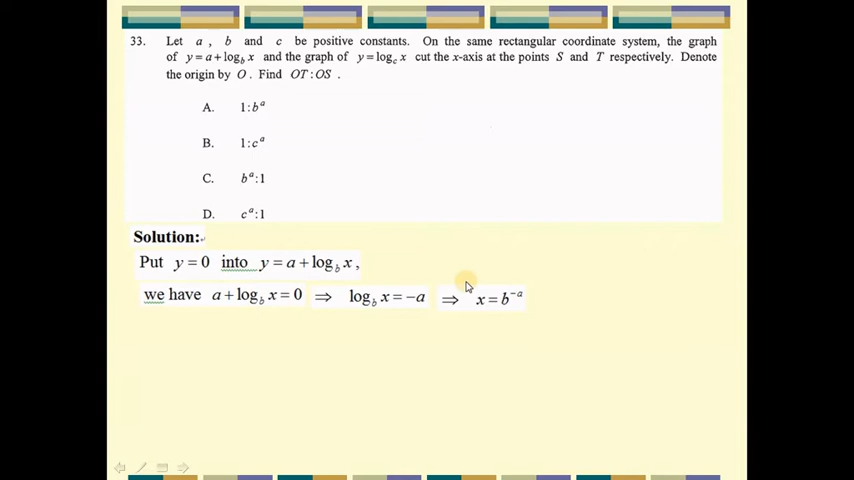 33. Let a , b and c be positive constants. On the same rectangular coordinate system, the graph
of y = a + log_b x and the graph of y = log_c x cut the x-axis at the points S and T respectively. Denote
the origin by O . Find OT : OS .
A. 1 : b^a
B. 1 : c^a
C. b^a : 1
D. c^a : 1
Solution:
Put y = 0 into y = a + log_b x ,
we have a + log_b x = 0 ⇒ log_b x = −a ⇒ x = b^{−a}